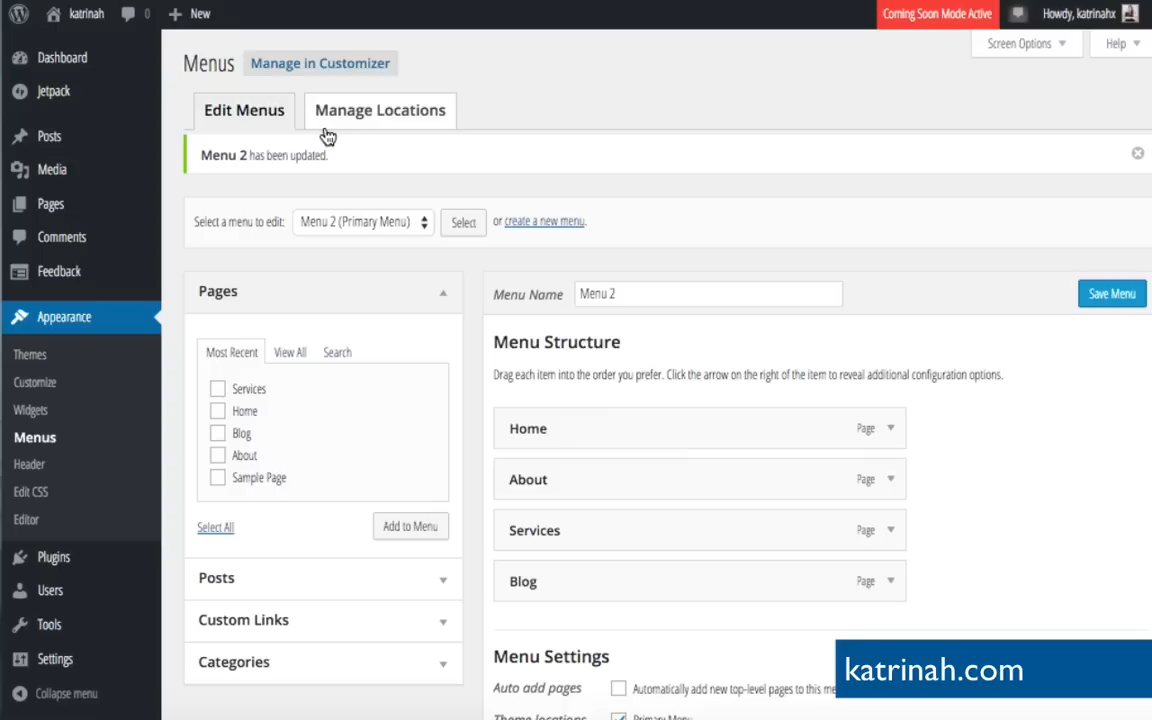 katrinah 0 + New Coming Soon Mode Active Howdy, katrinahx
Screen Options Help
Dashboard
Jetpack
Posts
Media
Pages
Comments
Feedback
Appearance
Themes
Customize
Widgets
Menus
Header
Edit CSS
Editor
Plugins
Users
Tools
Settings
Collapse menu
Menus Manage in Customizer
Edit Menus Manage Locations
Menu 2 has been updated.
Select a menu to edit: Menu 2 (Primary Menu) Select or create a new menu.
Pages
Most Recent View All Search
Services
Home
Blog
About
Sample Page
Select All Add to Menu
Posts
Custom Links
Categories
Menu Name Menu 2 Save Menu
Menu Structure
Drag each item into the order you prefer. Click the arrow on the right of the item to reveal additional configuration options.
Home Page
About Page
Services Page
Blog Page
Menu Settings
Auto add pages Automatically add new top-level pages to this me
Theme locations Primary Menu
katrinah.com